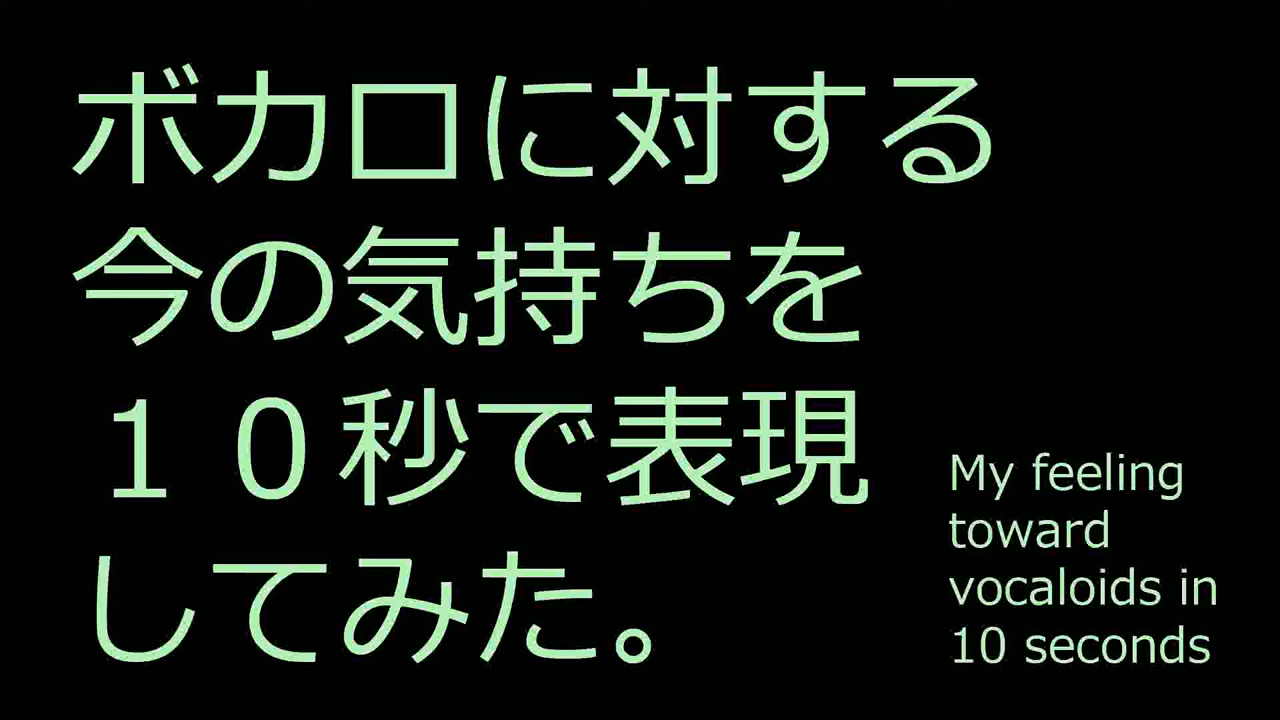 ボカロに対する
今の気持ちを
１０秒で表現
してみた。
My feeling
toward
vocaloids in
10 seconds